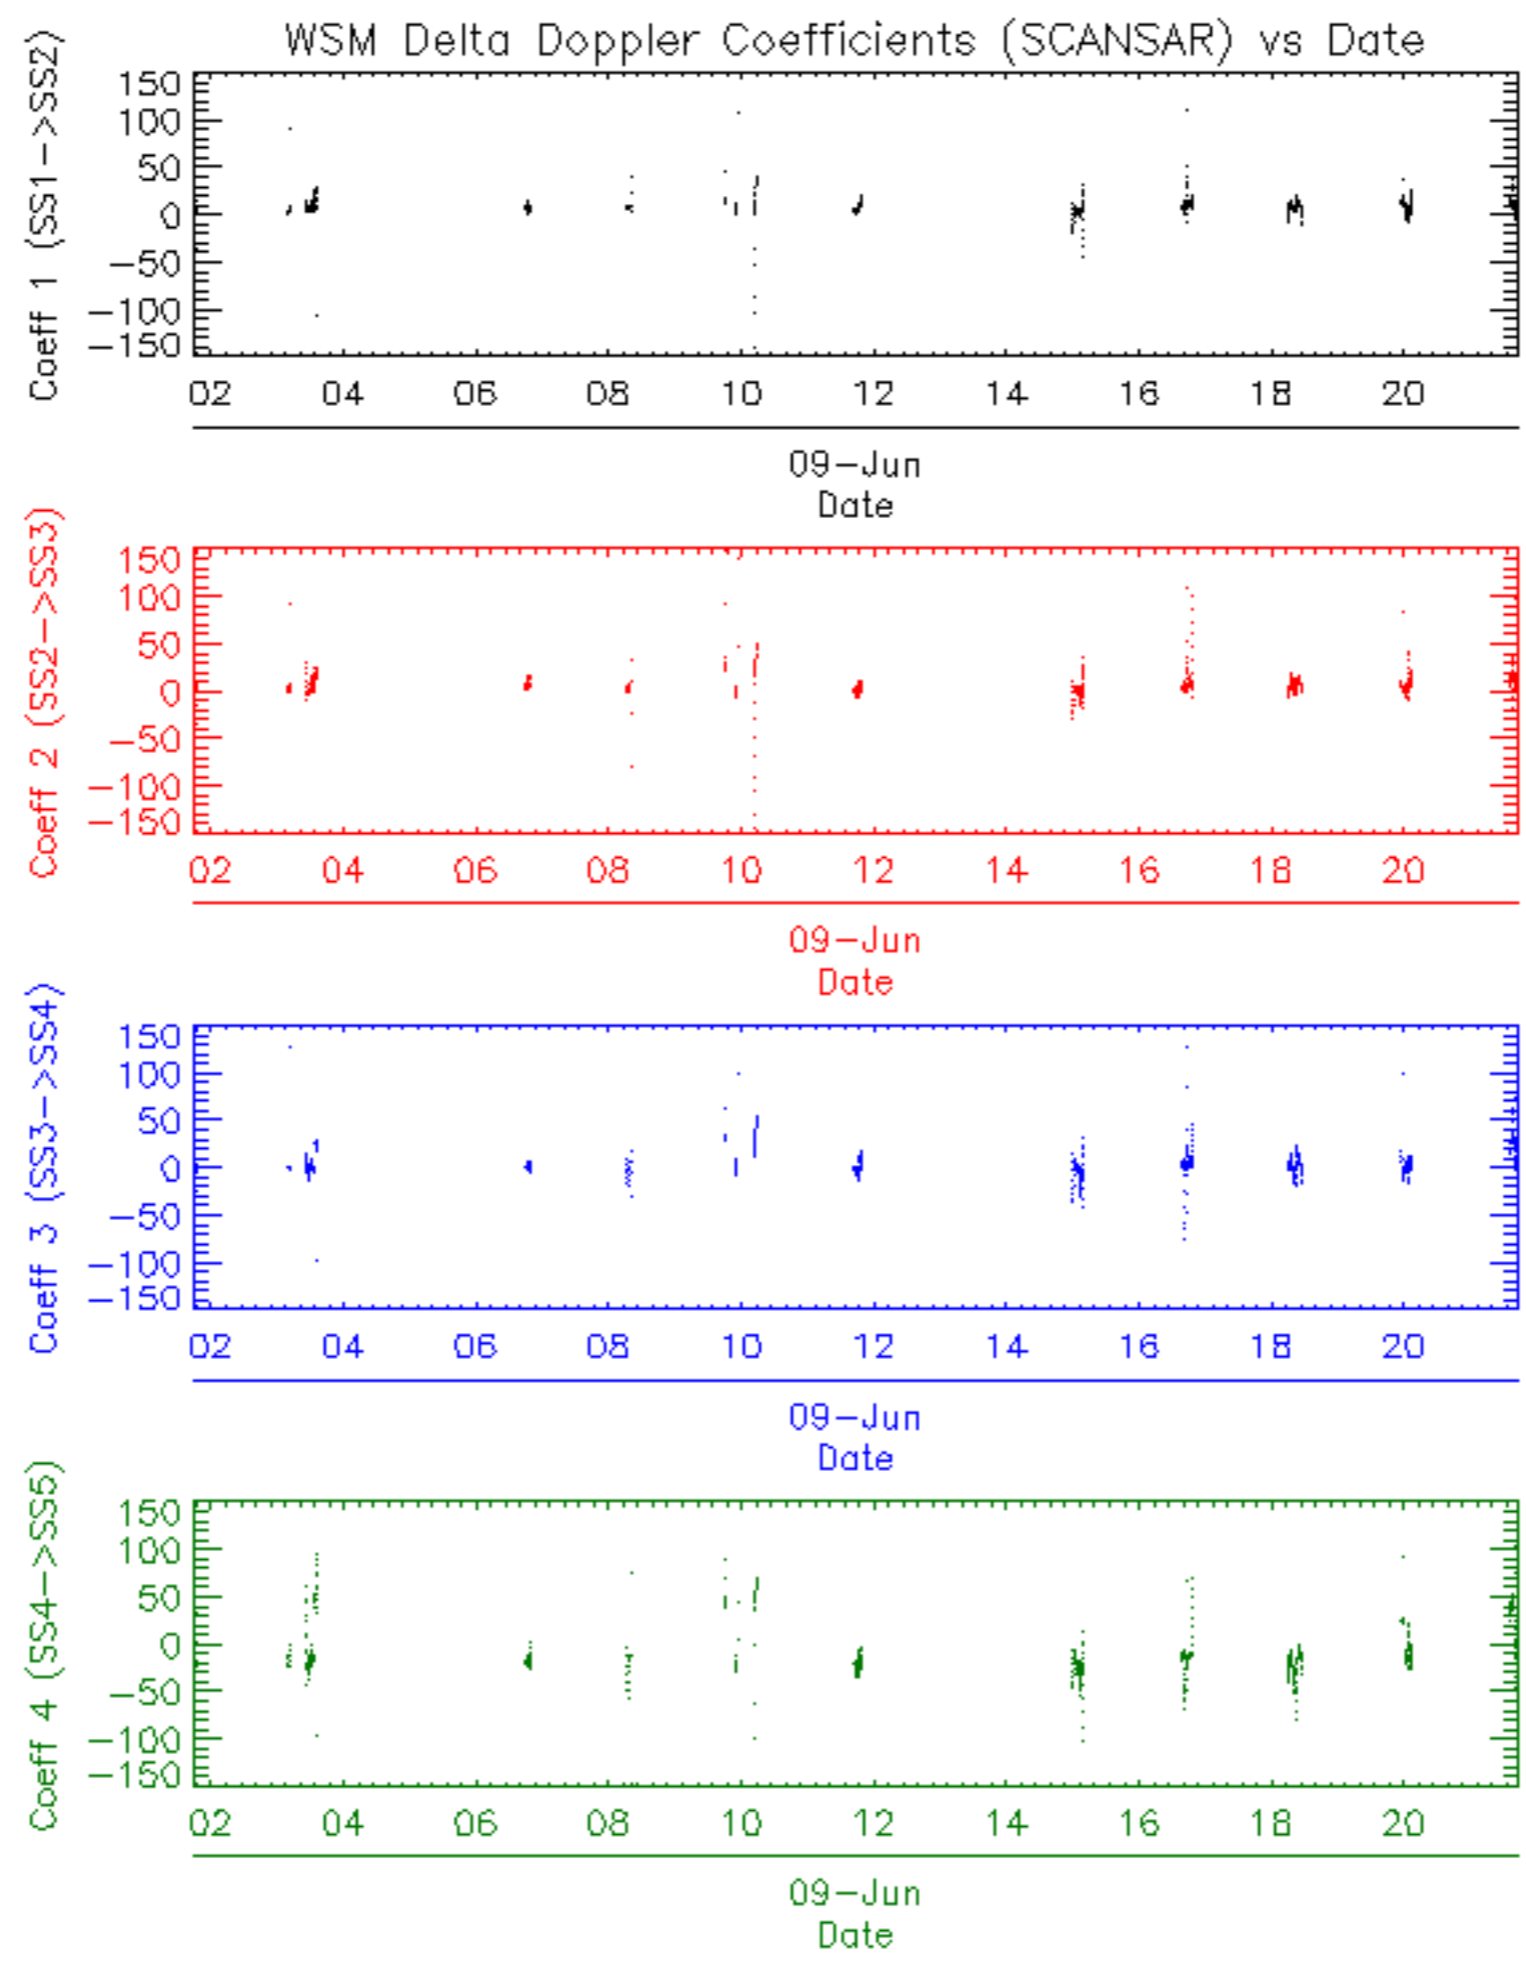 WSM Delta Doppler Coefficients (SCANSAR) vs Date
Coeff 1 (SS1->SS2)
150
100
50
0
-50
-100
-150
02 04 06 08 10 12 14 16 18 20
09-Jun
Date
Coeff 2 (SS2->SS3)
150
100
50
0
-50
-100
-150
02 04 06 08 10 12 14 16 18 20
09-Jun
Date
Coeff 3 (SS3->SS4)
150
100
50
0
-50
-100
-150
02 04 06 08 10 12 14 16 18 20
09-Jun
Date
Coeff 4 (SS4->SS5)
150
100
50
0
-50
-100
-150
02 04 06 08 10 12 14 16 18 20
09-Jun
Date